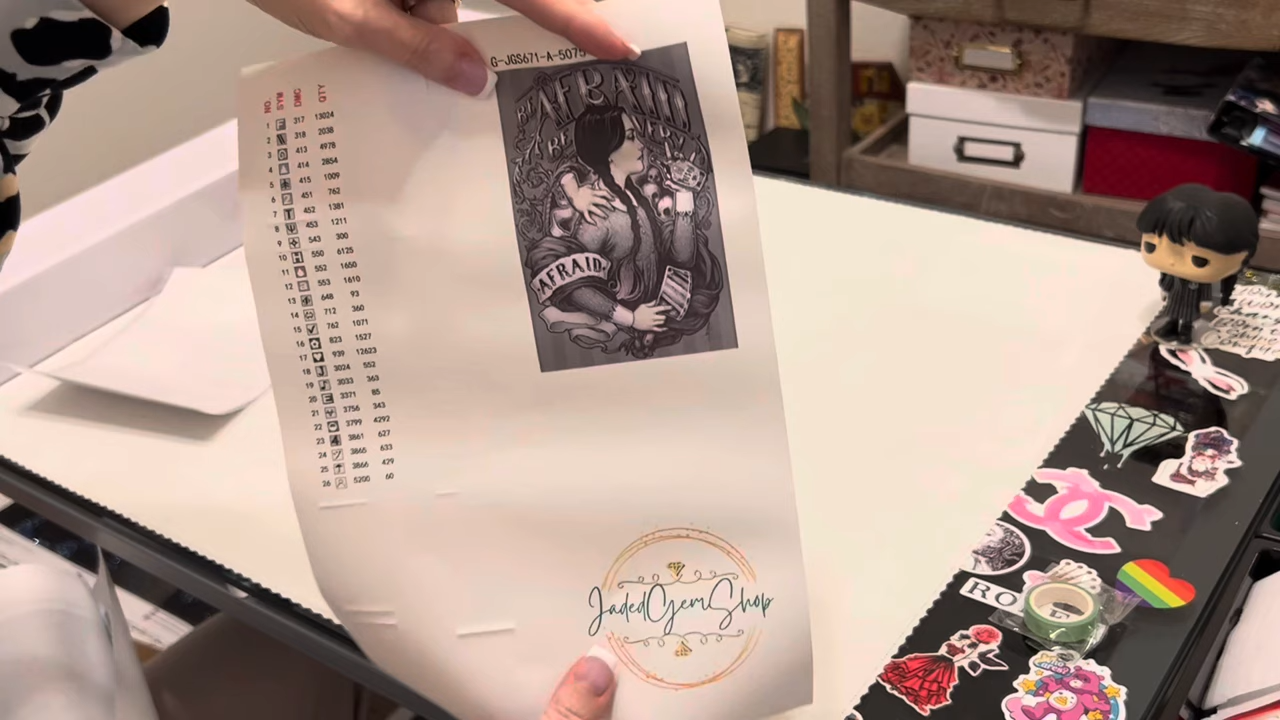 G-JGS671-A-5075
NO. SYM DMC QTY
1 317 13024
2 318 2038
3 413 4978
4 414 2854
5 415 1009
6 451 762
7 452 1381
8 453 1211
9 543 300
10 550 6125
11 552 1650
12 553 1610
13 648 93
14 712 360
15 762 1071
16 823 1527
17 939 12623
18 3024 552
19 3033 363
20 3371 85
21 3756 343
22 3799 4292
23 3861 627
24 3865 633
25 3866 429
26 5200 60
BE
AFRAID
BE VERY
AFRAID
JadedGemShop
RO